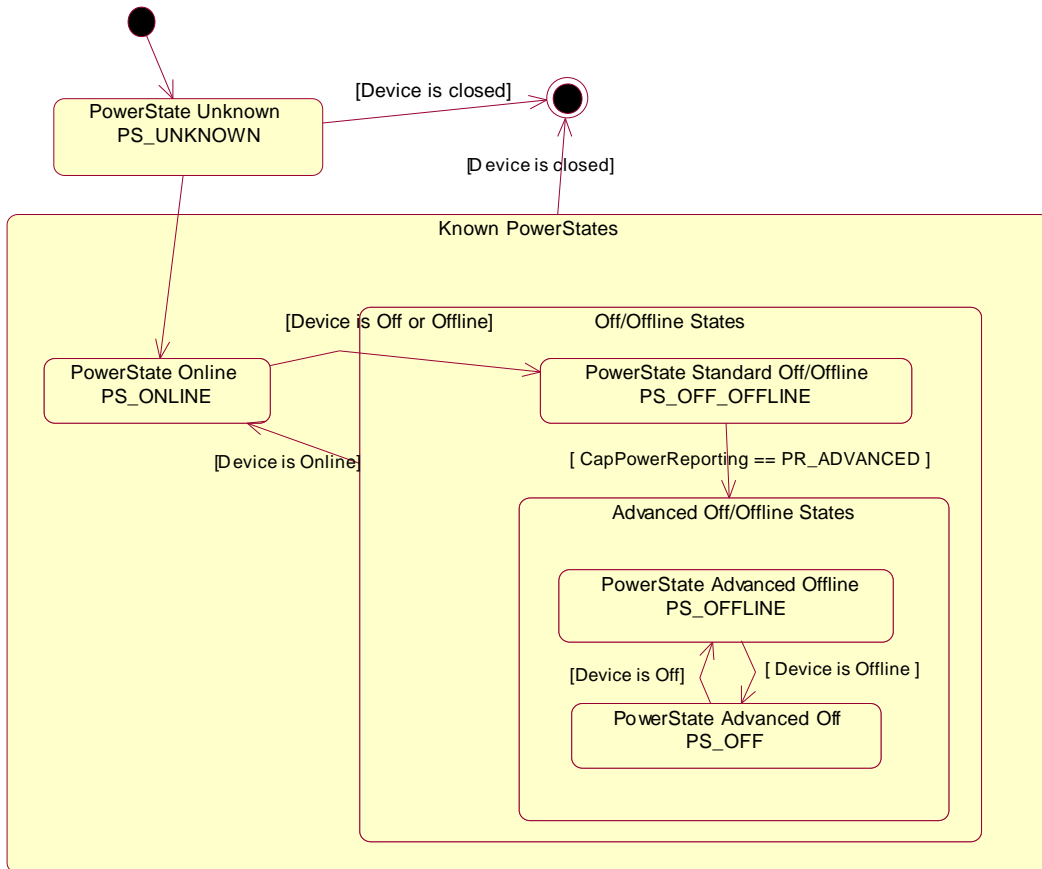 [Device is closed]
PowerState Unknown
PS_UNKNOWN
[Device is closed]
Known PowerStates
[Device is Off or Offline]
Off/Offline States
PowerState Online
PS_ONLINE
PowerState Standard Off/Offline
PS_OFF_OFFLINE
[Device is Online]
[ CapPowerReporting == PR_ADVANCED ]
Advanced Off/Offline States
PowerState Advanced Offline
PS_OFFLINE
[Device is Off]
[ Device is Offline ]
PowerState Advanced Off
PS_OFF